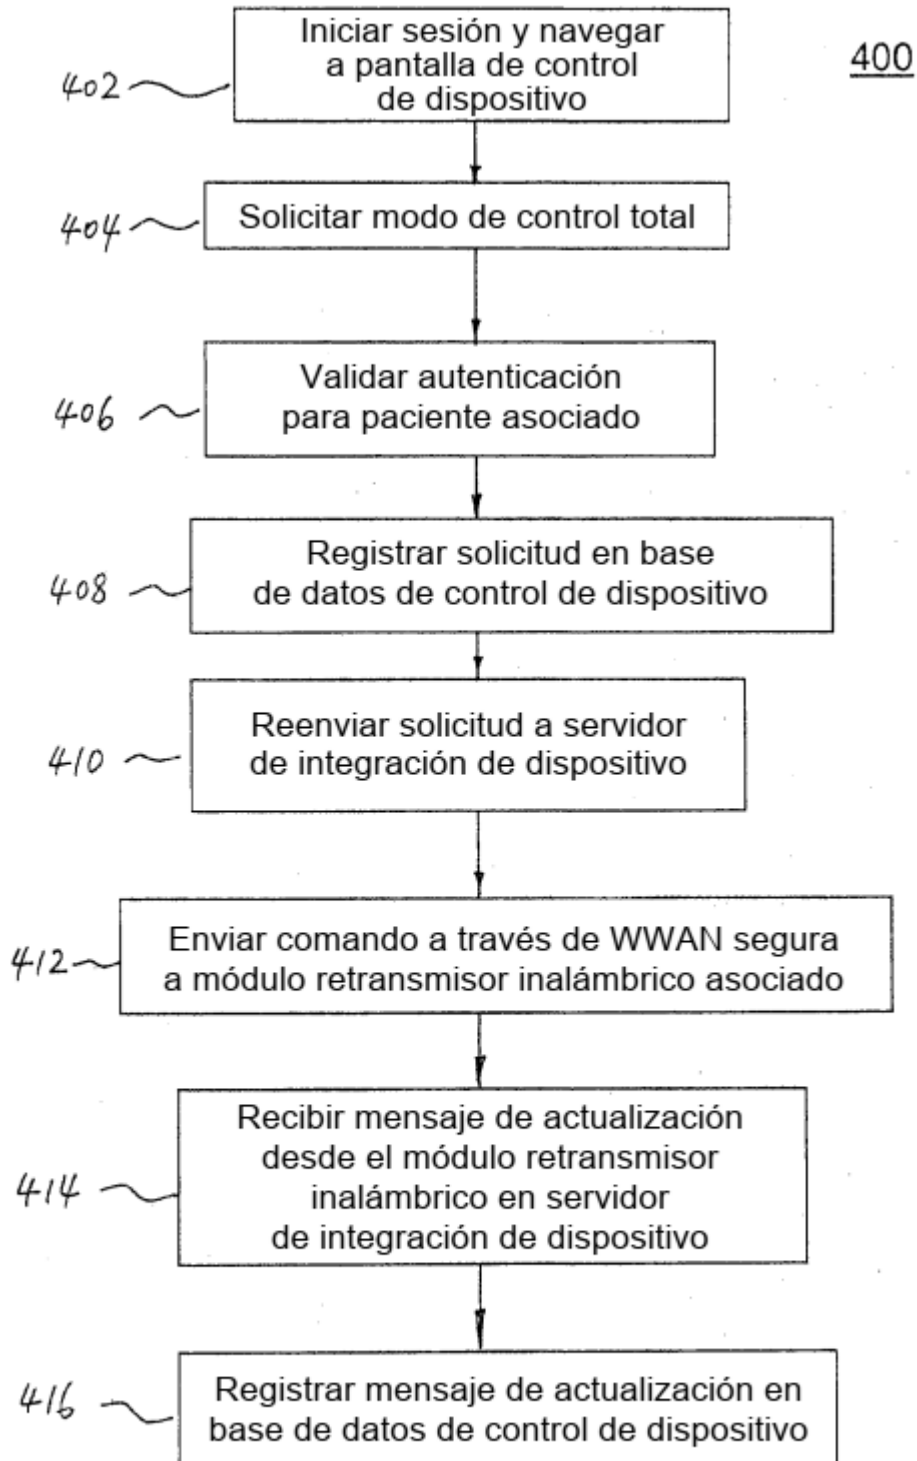 400
402
Iniciar sesión y navegar
a pantalla de control
de dispositivo
404
Solicitar modo de control total
406
Validar autenticación
para paciente asociado
408
Registrar solicitud en base
de datos de control de dispositivo
410
Reenviar solicitud a servidor
de integración de dispositivo
412
Enviar comando a través de WWAN segura
a módulo retransmisor inalámbrico asociado
414
Recibir mensaje de actualización
desde el módulo retransmisor
inalámbrico en servidor
de integración de dispositivo
416
Registrar mensaje de actualización en
base de datos de control de dispositivo